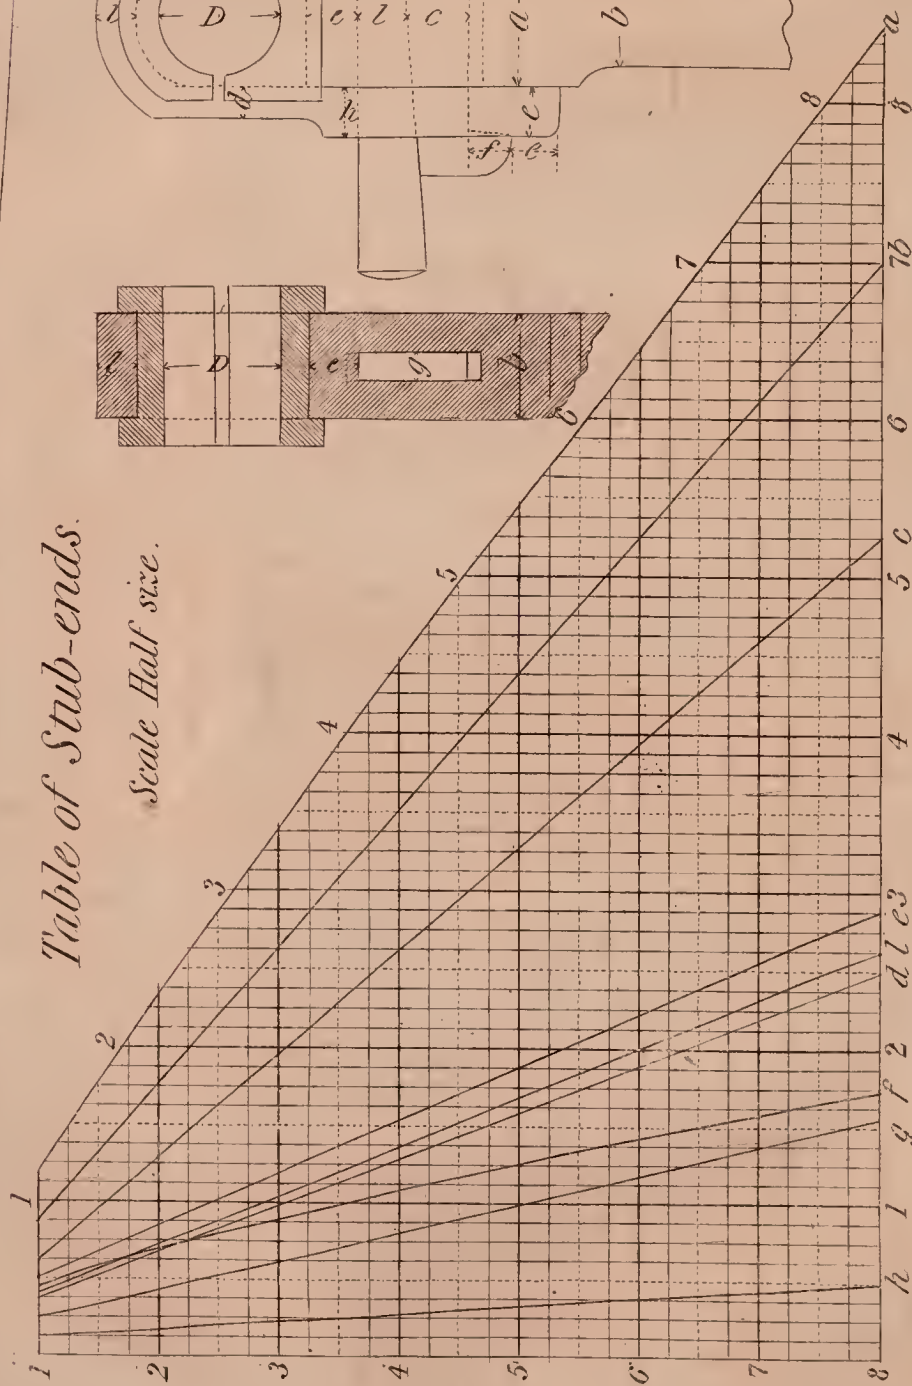 Table of Stub-ends.
Scale Half size.
l D e l c a b
d h c
f e
l D e g b
1 2 3 4 5 6 7 8
1 2 3 4 5 6 7 8 a
h 1 g f 2 d l e 3 4 5 c 6 7 b 8